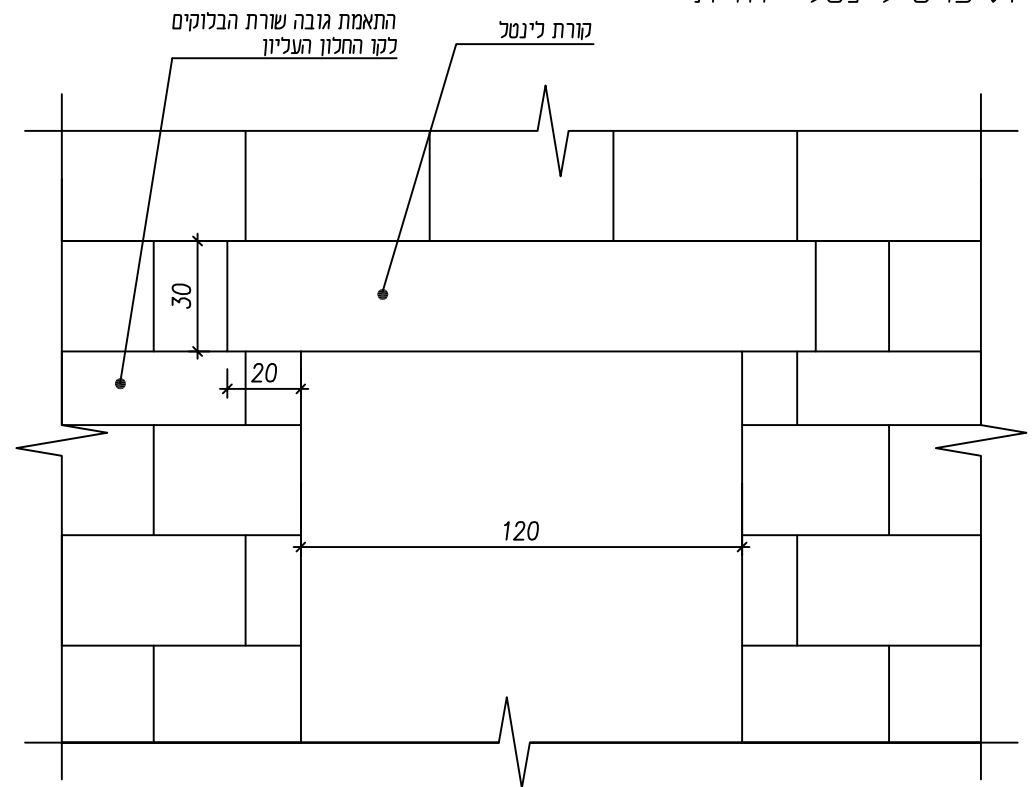 התאמת גובה שורת הבלוקים
לקו החלון העליון
קורת לינטל
30
20
120